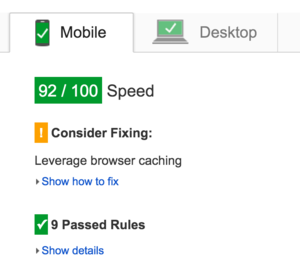 Mobile
Desktop
92 / 100 Speed
! Consider Fixing:
Leverage browser caching
Show how to fix
9 Passed Rules
Show details